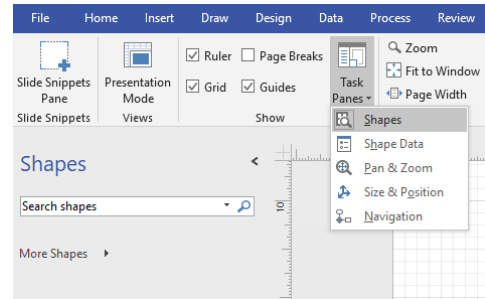 File Home Insert Draw Design Data Process Review
Ruler Page Breaks Zoom
Fit to Window
Slide Snippets Presentation Grid Guides Task Page Width
Pane Mode Panes
Slide Snippets Views Show
Shapes
Shape Data
Shapes
Pan & Zoom
Size & Position
Search shapes 10
Navigation
More Shapes